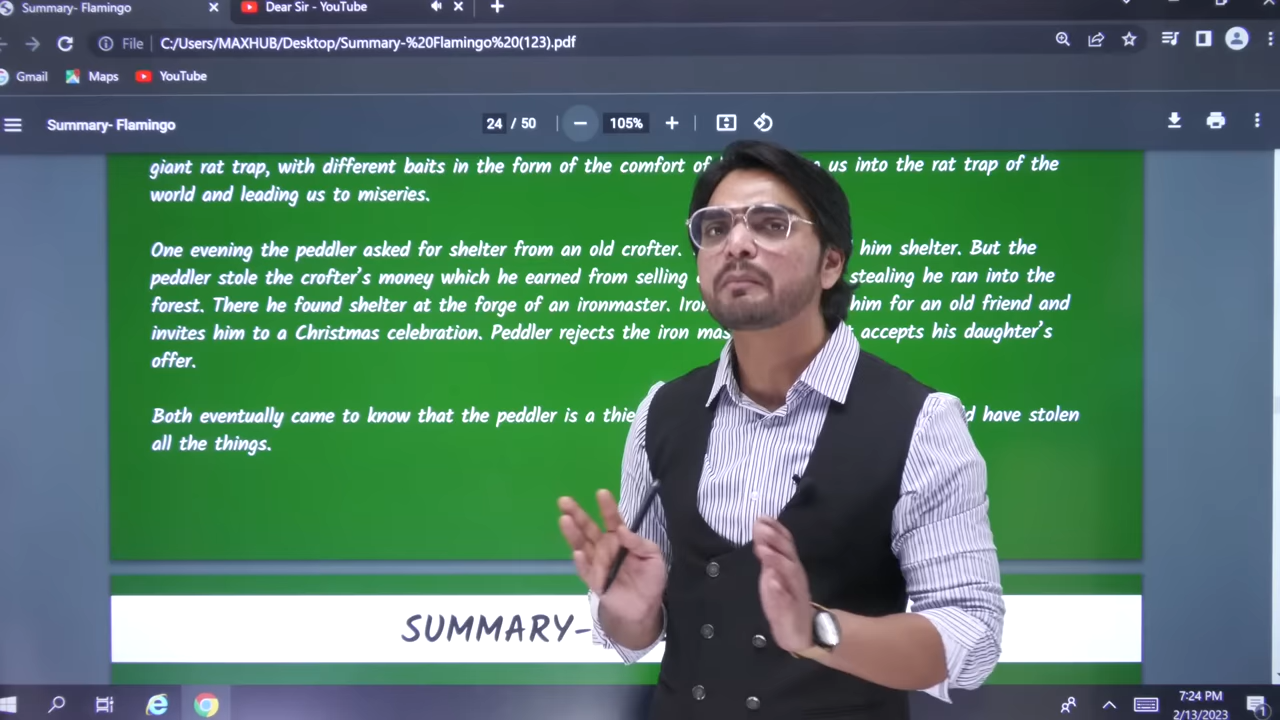 Summary- Flamingo
Dear Sir - YouTube
File C:/Users/MAXHUB/Desktop/Summary-%20Flamingo%20(123).pdf
Gmail Maps YouTube
Summary- Flamingo 24 / 50 105%
giant rat trap, with different baits in the form of the comfort of us into the rat trap of the
world and leading us to miseries.
One evening the peddler asked for shelter from an old crofter. him shelter. But the
peddler stole the crofter's money which he earned from selling stealing he ran into the
forest. There he found shelter at the forge of an ironmaster. him for an old friend and
invites him to a Christmas celebration. Peddler rejects the iron accepts his daughter's
offer.
Both eventually came to know that the peddler is a have stolen
all the things.
SUMMARY-
7:24 PM
2/13/2023
1